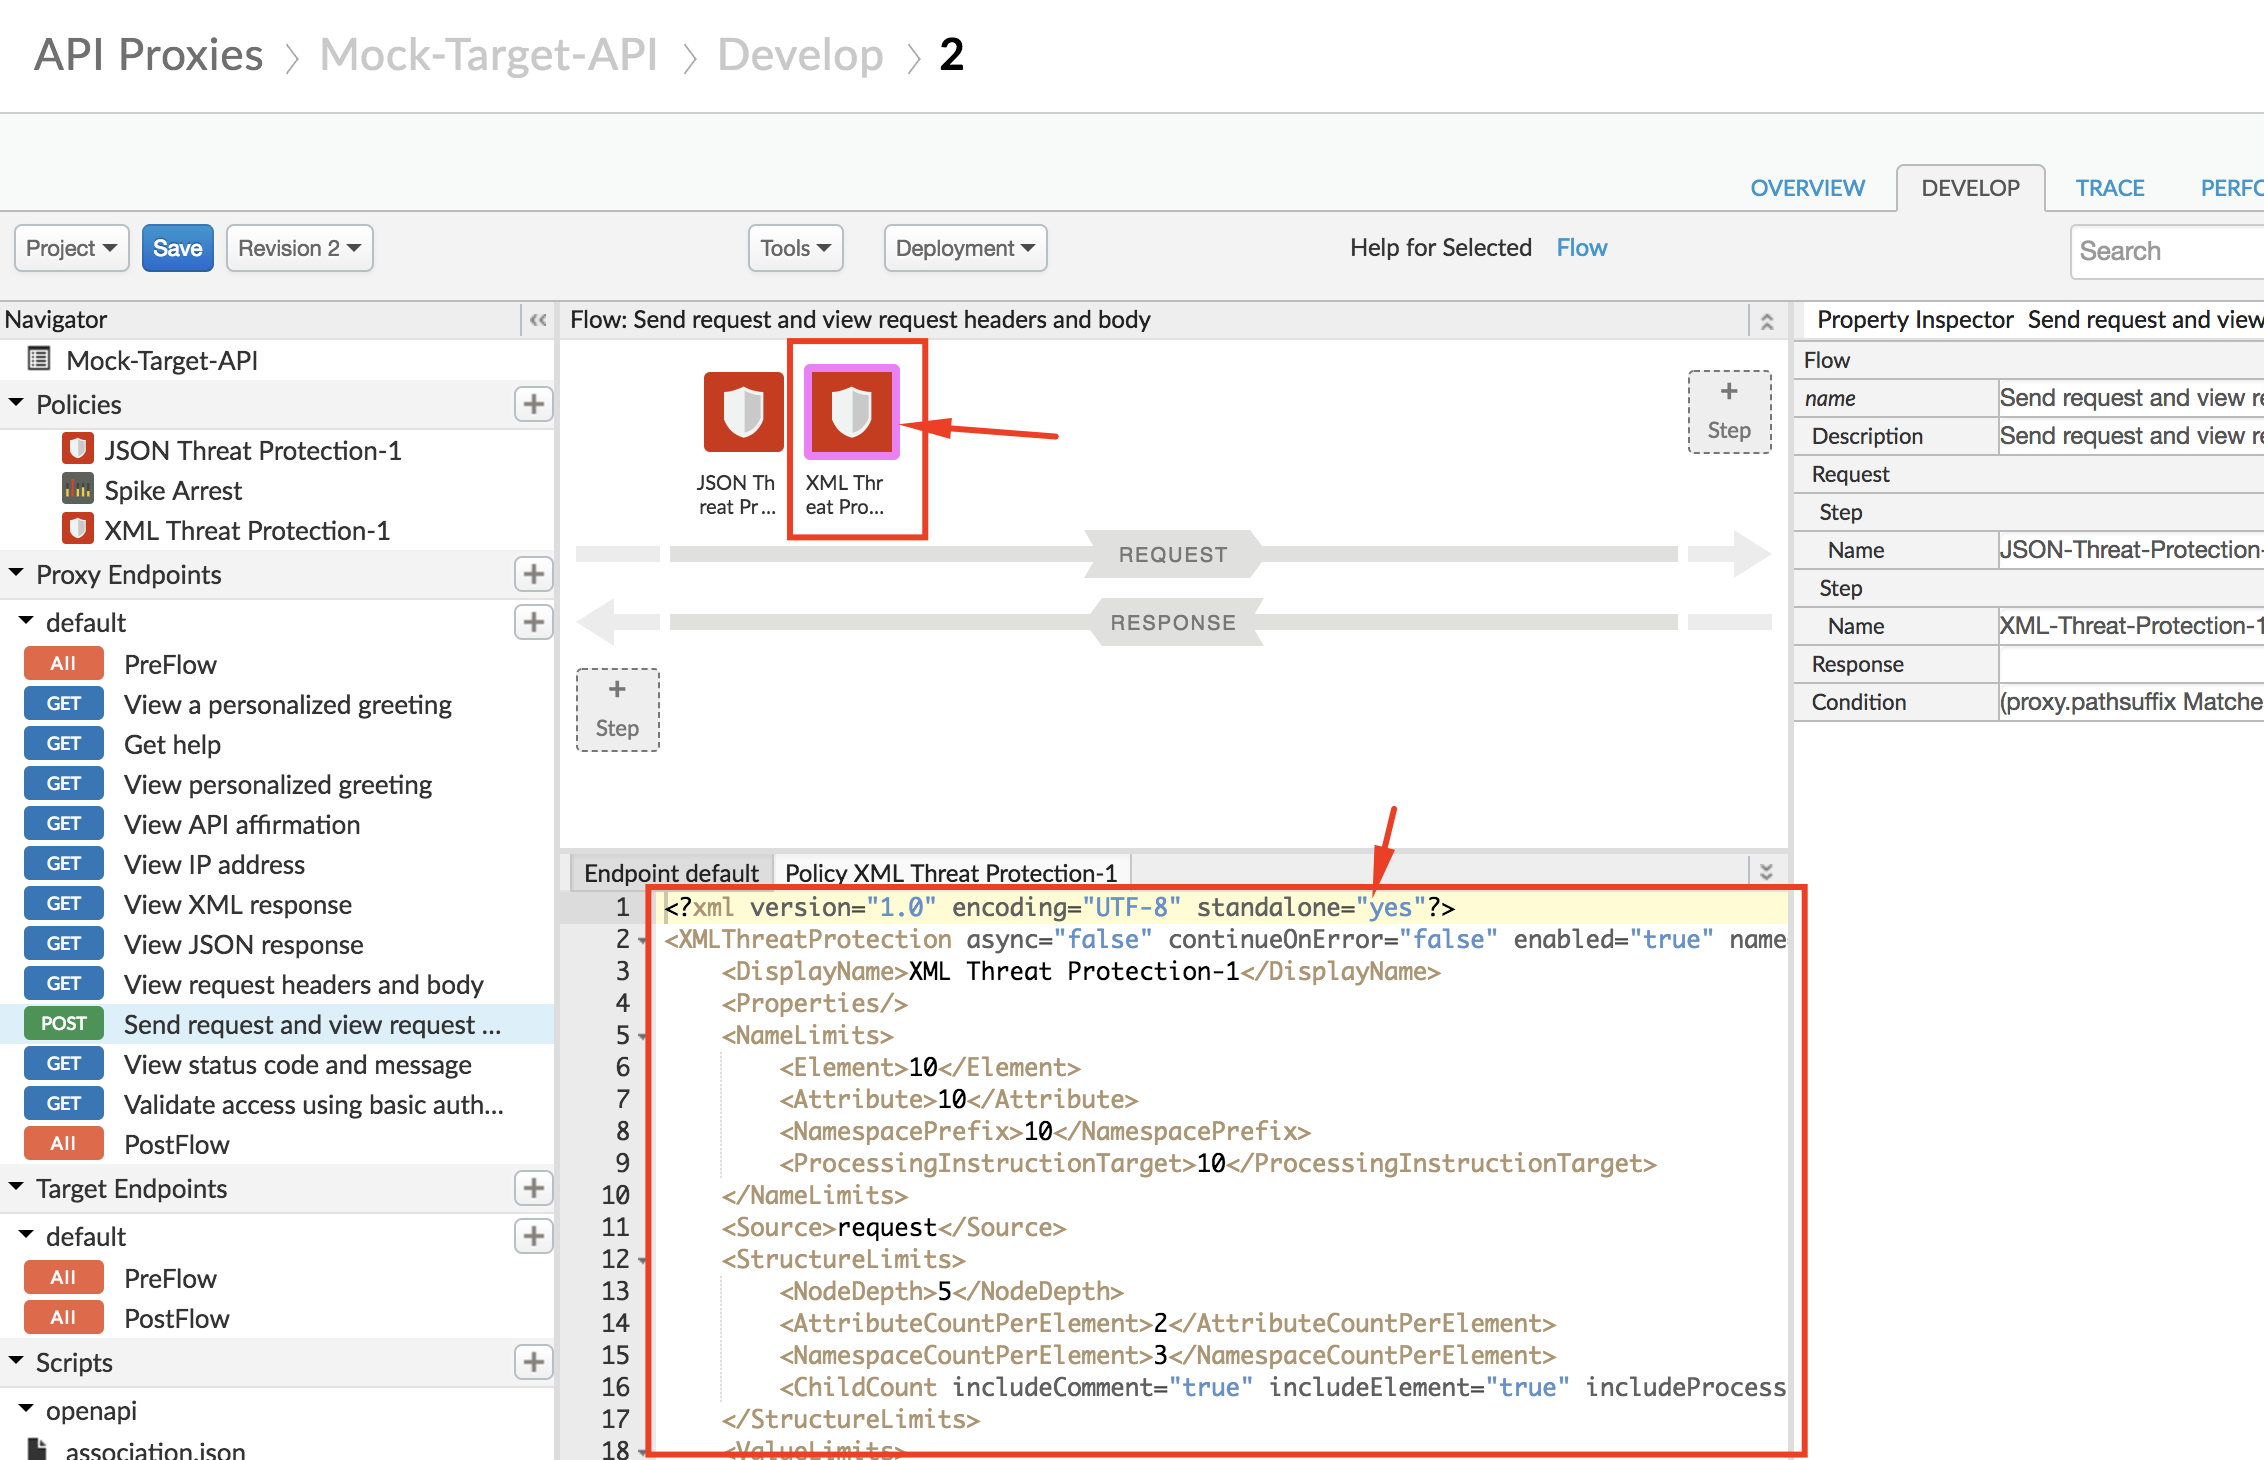 API Proxies > Mock-Target-API > Develop > 2
OVERVIEW DEVELOP TRACE PERFO
Project Save Revision 2 Tools Deployment Help for Selected Flow Search
Navigator
Mock-Target-API
Policies
JSON Threat Protection-1
Spike Arrest
XML Threat Protection-1
Proxy Endpoints
default
All PreFlow
GET View a personalized greeting
GET Get help
GET View personalized greeting
GET View API affirmation
GET View IP address
GET View XML response
GET View JSON response
GET View request headers and body
POST Send request and view request ...
GET View status code and message
GET Validate access using basic auth...
All PostFlow
Target Endpoints
default
All PreFlow
All PostFlow
Scripts
openapi
association.json
Flow: Send request and view request headers and body
JSON Th
reat Pr...
XML Thr
eat Pro...
+
Step
REQUEST
RESPONSE
+
Step
Endpoint default Policy XML Threat Protection-1
1 <?xml version="1.0" encoding="UTF-8" standalone="yes"?>
2 <XMLThreatProtection async="false" continueOnError="false" enabled="true" name
3 <DisplayName>XML Threat Protection-1</DisplayName>
4 <Properties/>
5 <NameLimits>
6 <Element>10</Element>
7 <Attribute>10</Attribute>
8 <NamespacePrefix>10</NamespacePrefix>
9 <ProcessingInstructionTarget>10</ProcessingInstructionTarget>
10 </NameLimits>
11 <Source>request</Source>
12 <StructureLimits>
13 <NodeDepth>5</NodeDepth>
14 <AttributeCountPerElement>2</AttributeCountPerElement>
15 <NamespaceCountPerElement>3</NamespaceCountPerElement>
16 <ChildCount includeComment="true" includeElement="true" includeProcess
17 </StructureLimits>
18 <ValueLimits>
Property Inspector Send request and view
Flow
name Send request and view re
Description Send request and view re
Request
Step
Name JSON-Threat-Protection-
Step
Name XML-Threat-Protection-1
Response
Condition (proxy.pathsuffix Matche